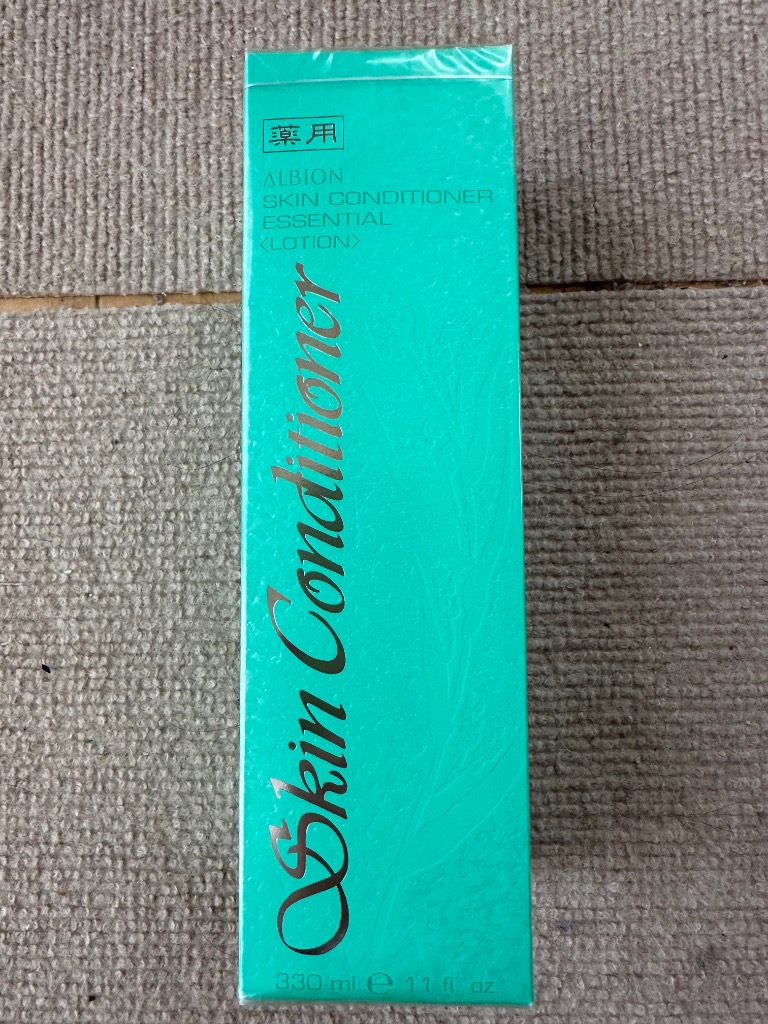 薬用
ALBION
SKIN CONDITIONER
ESSENTIAL
<LOTION>
Skin Conditioner
330 ml ℮ 11 fl. oz.